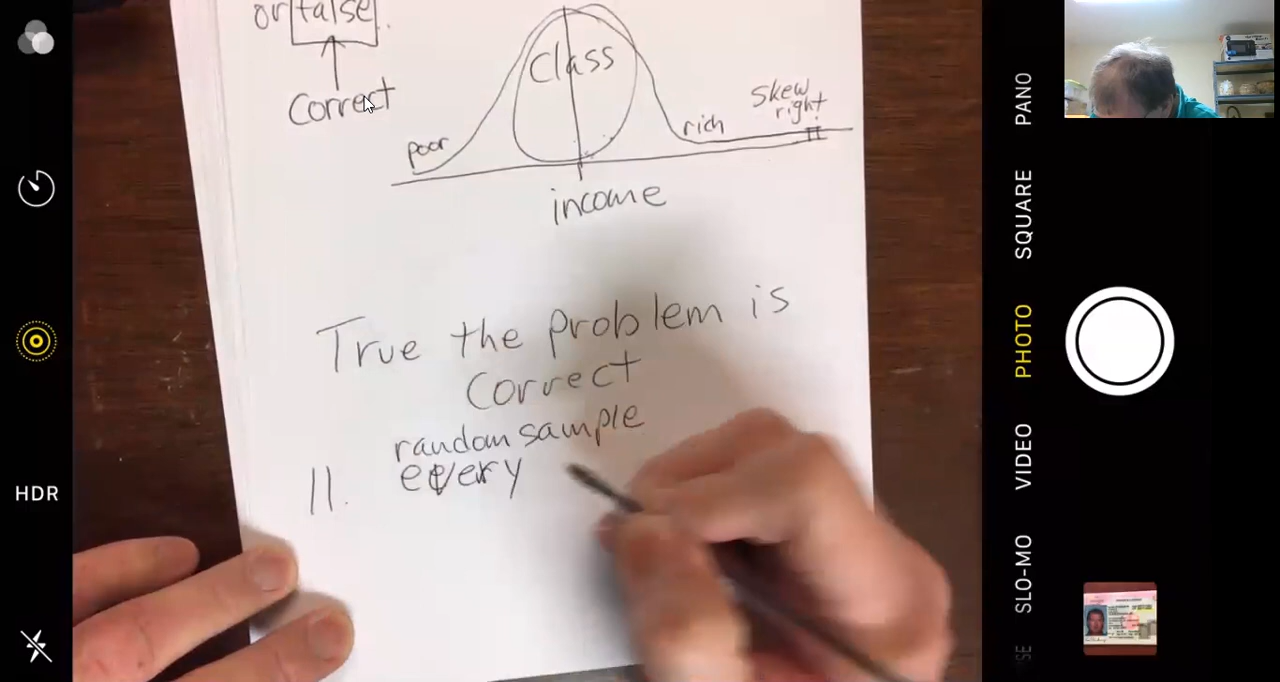 or false.
Correct
Class
poor
rich
Skew
right
income
True the problem is
Correct
random sample
11. every
HDR
PANO
SQUARE
PHOTO
VIDEO
SLO-MO
SE